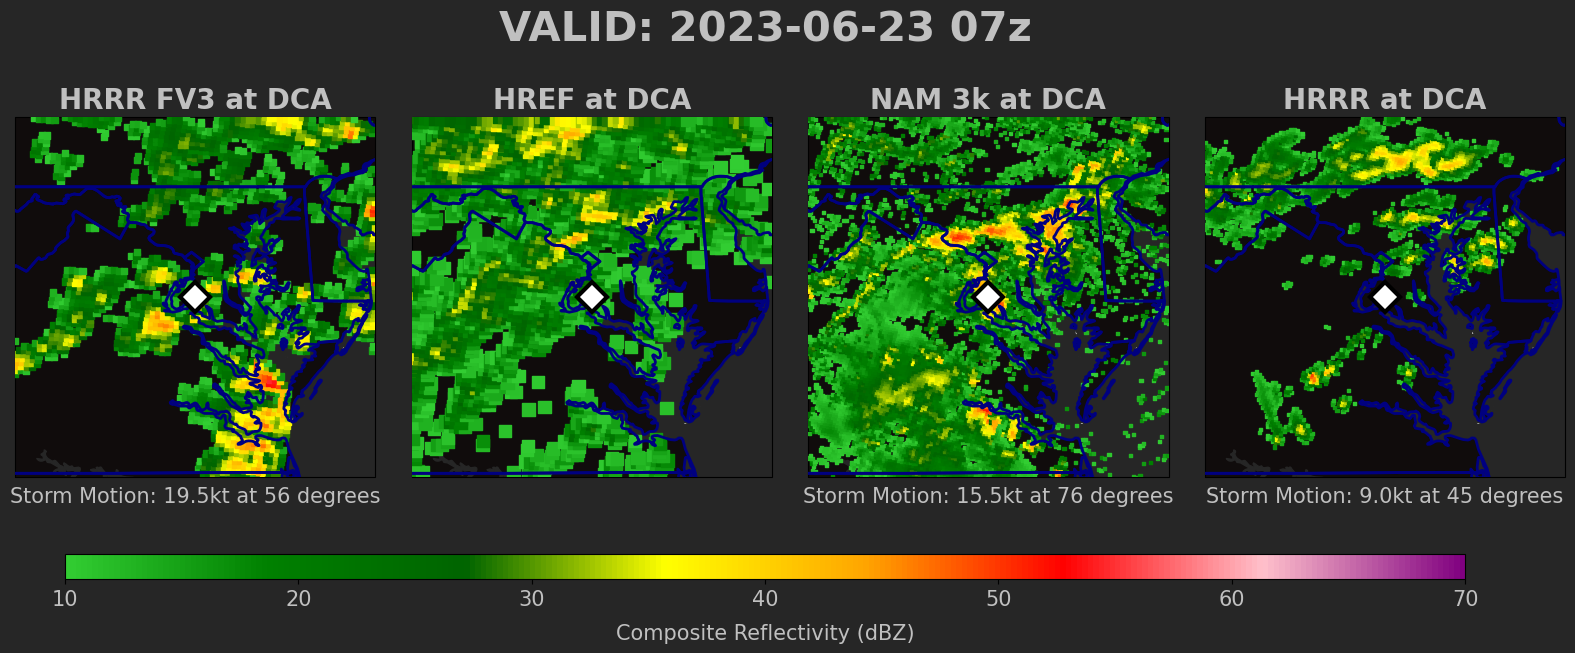 VALID: 2023-06-23 07z
HRRR FV3 at DCA
HREF at DCA
NAM 3k at DCA
HRRR at DCA
Storm Motion: 19.5kt at 56 degrees
Storm Motion: 15.5kt at 76 degrees
Storm Motion: 9.0kt at 45 degrees
10 20 30 40 50 60 70
Composite Reflectivity (dBZ)